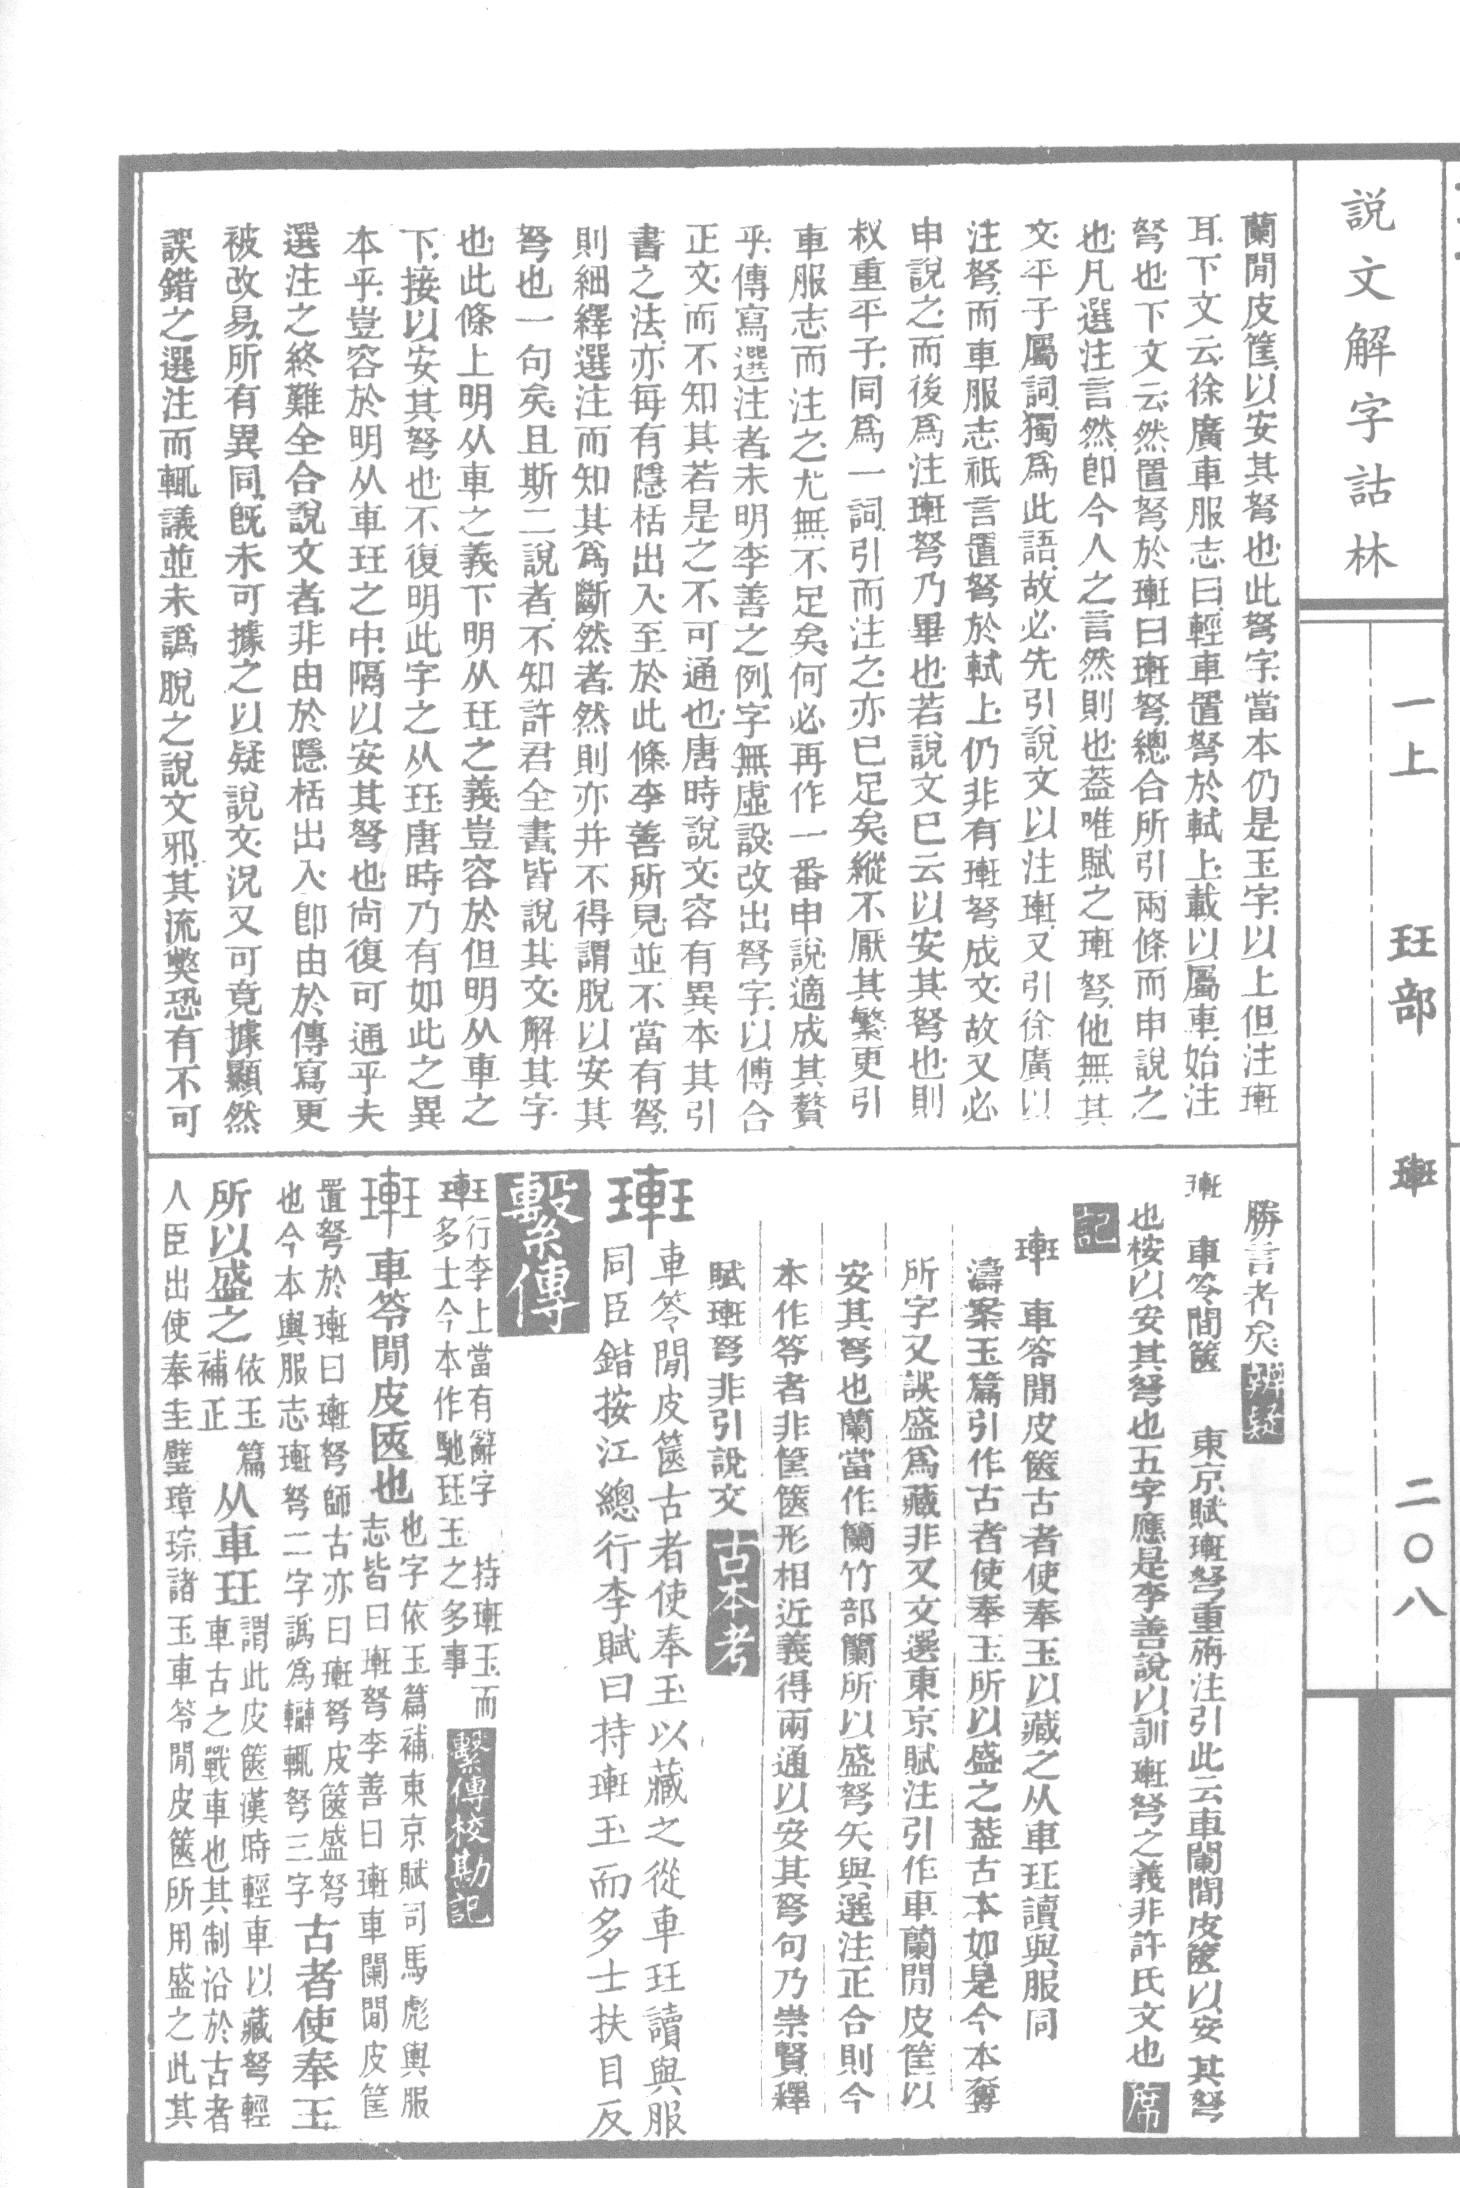 說文解字詁林
一上　玨部　㻴　二〇八
蘭閒皮筐以安其弩也此弩字當本仍是玉字以上但注㻴
耳下文云徐廣車服志曰輕車置弩於軾上載以屬車始注
弩也下文云然置弩於㻴曰㻴弩總合所引兩條而申說之
也凡選注言然卽今人之言然則也葢唯賦之㻴弩他無其
文平子屬詞獨爲此語故必先引說文以注㻴又引徐廣以
注弩而車服志祇言置弩於軾上仍非有㻴弩成文故又必
申說之而後爲注㻴弩乃畢也若說文已云以安其弩也則
叔重平子同爲一詞引而注之亦已足矣縱不厭其繁更引
車服志而注之尤無不足矣何必再作一番申說適成其贅
乎傳寫選注者未明李善之例字無虛設改出弩字以傅合
正文而不知其若是之不可通也唐時說文容有異本其引
書之法亦每有隱栝出入至於此條李善所見並不當有弩
則細繹選注而知其爲斷然者然則亦幷不得謂脫以安其
弩也一句矣且斯二說者不知許君全書皆說其文解其字
也此條上明从車之義下明从玨之義豈容於但明从車之
下接以安其弩也不復明此字之从玨唐時乃有如此之異
本乎豈容於明从車玨之中隔以安其弩也尙復可通乎夫
選注之終難全合說文者非由於隱栝出入卽由於傳寫更
被改易所有異同旣未可據之以疑說文況又可竟據顯然
誤錯之選注而輒議並未譌脫之說文邪其流獘恐有不可
勝言者矣 辨疑
㻴　車笭閒篋　東京賦㻴弩重旃注引此云車闌閒皮篋以安其弩
也桉以安其弩也五字應是李善說以訓㻴弩之義非許氏文也 席
記
㻴　車笭閒皮篋古者使奉玉以藏之从車玨讀與服同
濤案玉篇引作古者使奉玉所以盛之葢古本如是今本奪
所字又誤盛爲藏非又文選東京賦注引作車蘭閒皮筐以
安其弩也蘭當作籣竹部籣所以盛弩矢與選注正合則今
本作笭者非筐篋形相近義得兩通以安其弩句乃崇賢釋
賦㻴弩非引說文 古本考
㻴　車笭閒皮篋古者使奉玉以藏之從車玨讀與服
同臣鍇按江總行李賦曰持㻴玉而多士扶目反
繫傳
㻴　行李上當有辭字　持㻴玉而
多士今本作馳玨玉之多事 繫傳校勘記
㻴　車笭閒皮匧也　也字依玉篇補東京賦司馬彪輿服
志皆曰㻴弩李善曰㻴車闌閒皮筐
置弩於㻴曰㻴弩師古亦曰㻴弩皮篋盛弩
也今本輿服志㻴弩二字譌爲轓輒弩三字 古者使奉玉
所以盛之　依玉篇補正　从車玨　謂此皮篋漢時輕車以藏弩輕
車古之戰車也其制沿於古者
人臣出使奉圭璧璋琮諸玉車笭閒皮篋所用盛之此其